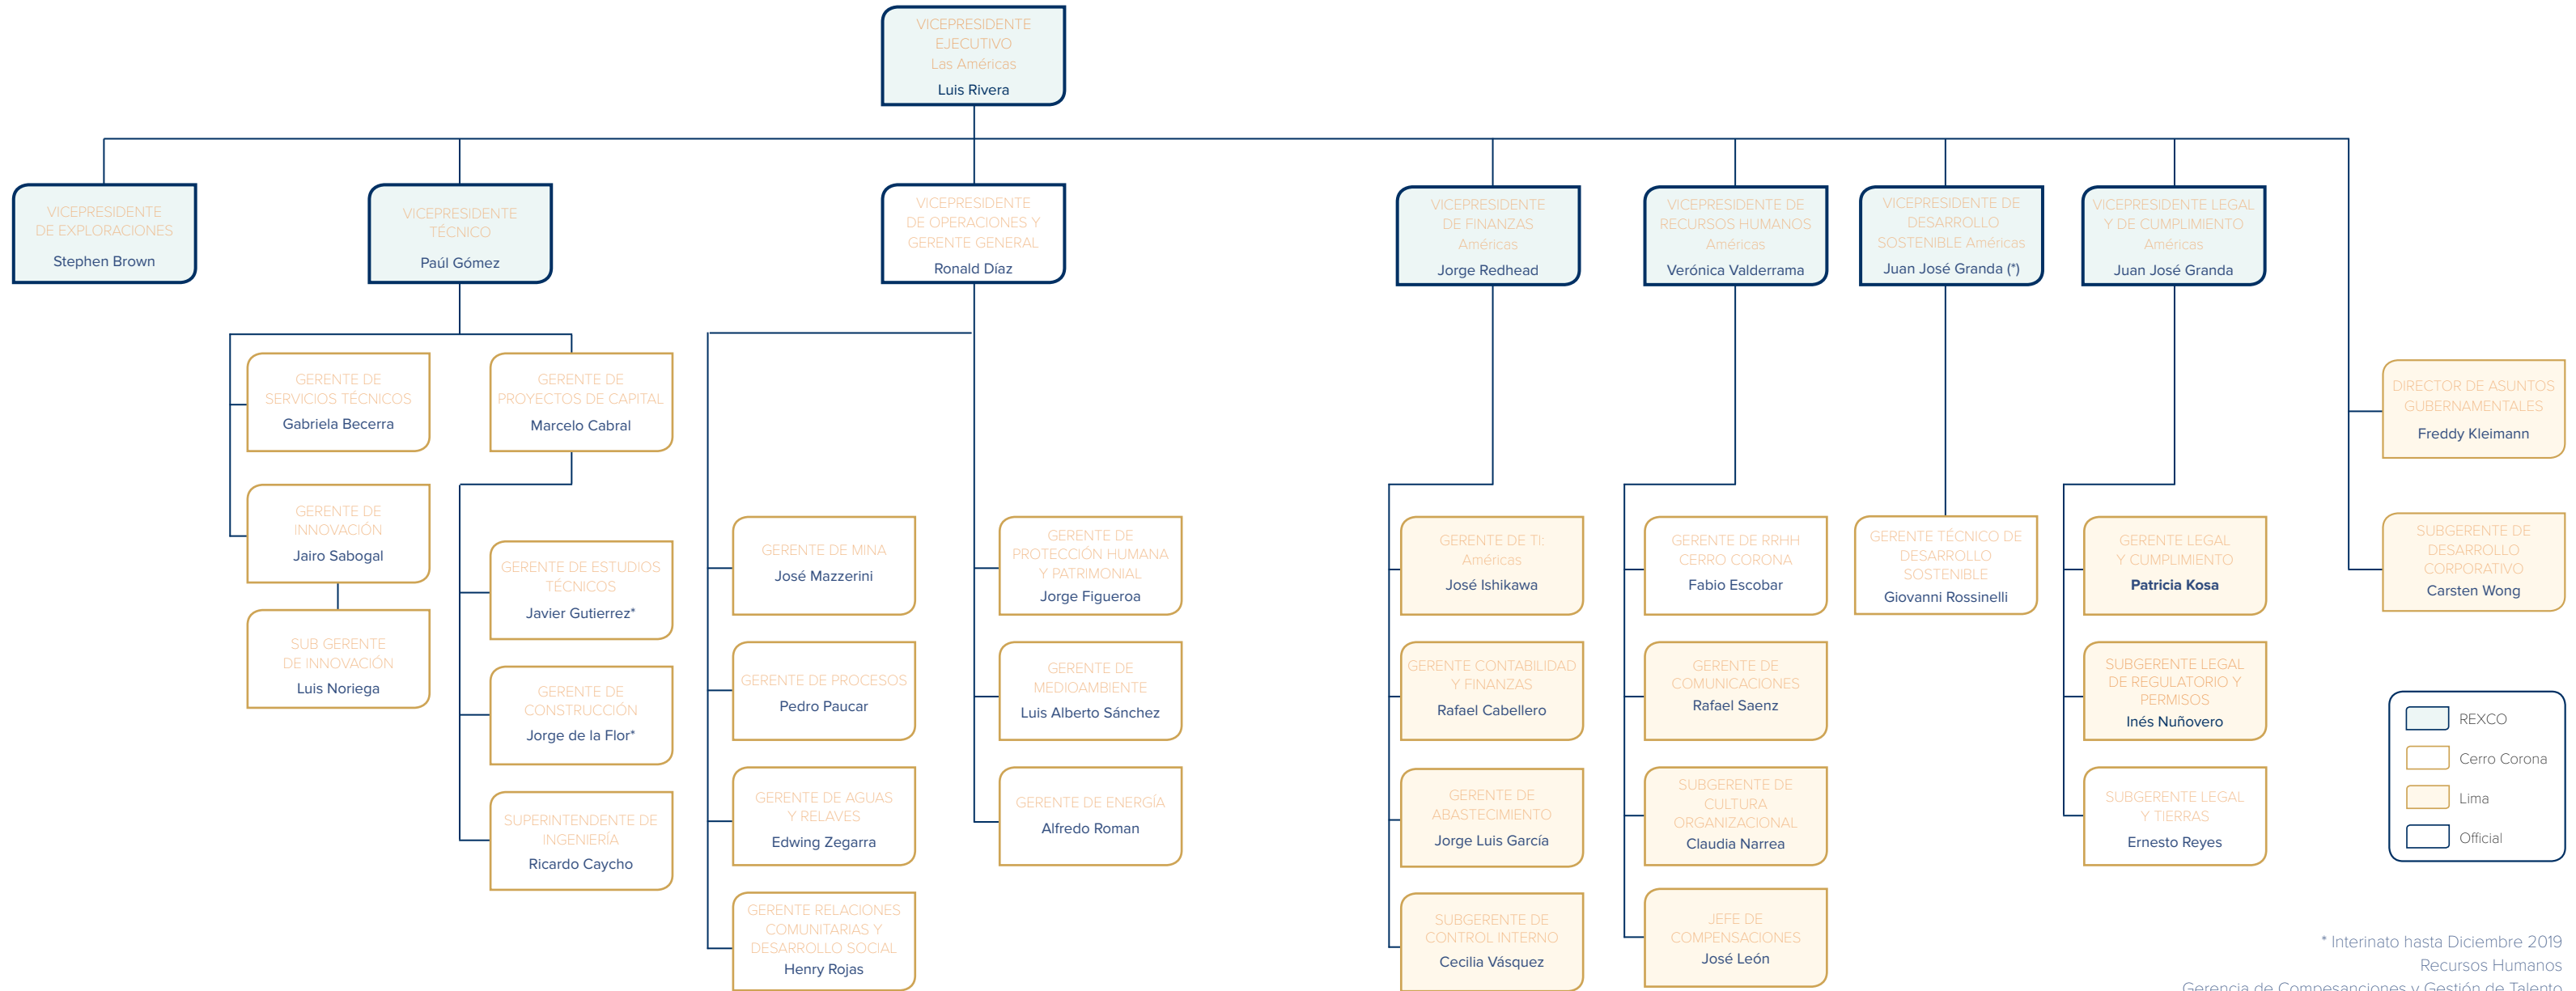 VICEPRESIDENTE
EJECUTIVO
Las Américas
Luis Rivera
VICEPRESIDENTE
DE EXPLORACIONES
Stephen Brown
VICEPRESIDENTE
TÉCNICO
Paúl Gómez
VICEPRESIDENTE
DE OPERACIONES Y
GERENTE GENERAL
Ronald Díaz
VICEPRESIDENTE
DE FINANZAS
Américas
Jorge Redhead
VICEPRESIDENTE DE
RECURSOS HUMANOS
Américas
Verónica Valderrama
VICEPRESIDENTE DE
DESARROLLO
SOSTENIBLE Américas
Juan José Granda (*)
VICEPRESIDENTE LEGAL
Y DE CUMPLIMIENTO
Américas
Juan José Granda
GERENTE DE
SERVICIOS TÉCNICOS
Gabriela Becerra
GERENTE DE
PROYECTOS DE CAPITAL
Marcelo Cabral
DIRECTOR DE ASUNTOS
GUBERNAMENTALES
Freddy Kleimann
GERENTE DE
INNOVACIÓN
Jairo Sabogal
SUB GERENTE
DE INNOVACIÓN
Luis Noriega
GERENTE DE ESTUDIOS
TÉCNICOS
Javier Gutierrez*
GERENTE DE
CONSTRUCCIÓN
Jorge de la Flor*
SUPERINTENDENTE DE
INGENIERÍA
Ricardo Caycho
GERENTE DE MINA
José Mazzerini
GERENTE DE PROCESOS
Pedro Paucar
GERENTE DE AGUAS
Y RELAVES
Edwing Zegarra
GERENTE RELACIONES
COMUNITARIAS Y
DESARROLLO SOCIAL
Henry Rojas
GERENTE DE
PROTECCIÓN HUMANA
Y PATRIMONIAL
Jorge Figueroa
GERENTE DE
MEDIOAMBIENTE
Luis Alberto Sánchez
GERENTE DE ENERGÍA
Alfredo Roman
GERENTE DE TI:
Américas
José Ishikawa
GERENTE CONTABILIDAD
Y FINANZAS
Rafael Cabellero
GERENTE DE
ABASTECIMIENTO
Jorge Luis García
SUBGERENTE DE
CONTROL INTERNO
Cecilia Vásquez
GERENTE DE RRHH
CERRO CORONA
Fabio Escobar
GERENTE DE
COMUNICACIONES
Rafael Saenz
SUBGERENTE DE
CULTURA
ORGANIZACIONAL
Claudia Narrea
JEFE DE
COMPENSACIONES
José León
GERENTE TÉCNICO DE
DESARROLLO
SOSTENIBLE
Giovanni Rossinelli
GERENTE LEGAL
Y CUMPLIMIENTO
Patricia Kosa
SUBGERENTE LEGAL
DE REGULATORIO Y
PERMISOS
Inés Nuñovero
SUBGERENTE LEGAL
Y TIERRAS
Ernesto Reyes
SUBGERENTE DE
DESARROLLO
CORPORATIVO
Carsten Wong
REXCO
Cerro Corona
Lima
Official
* Interinato hasta Diciembre 2019
Recursos Humanos
Gerencia de Compesanciones y Gestión de Talento